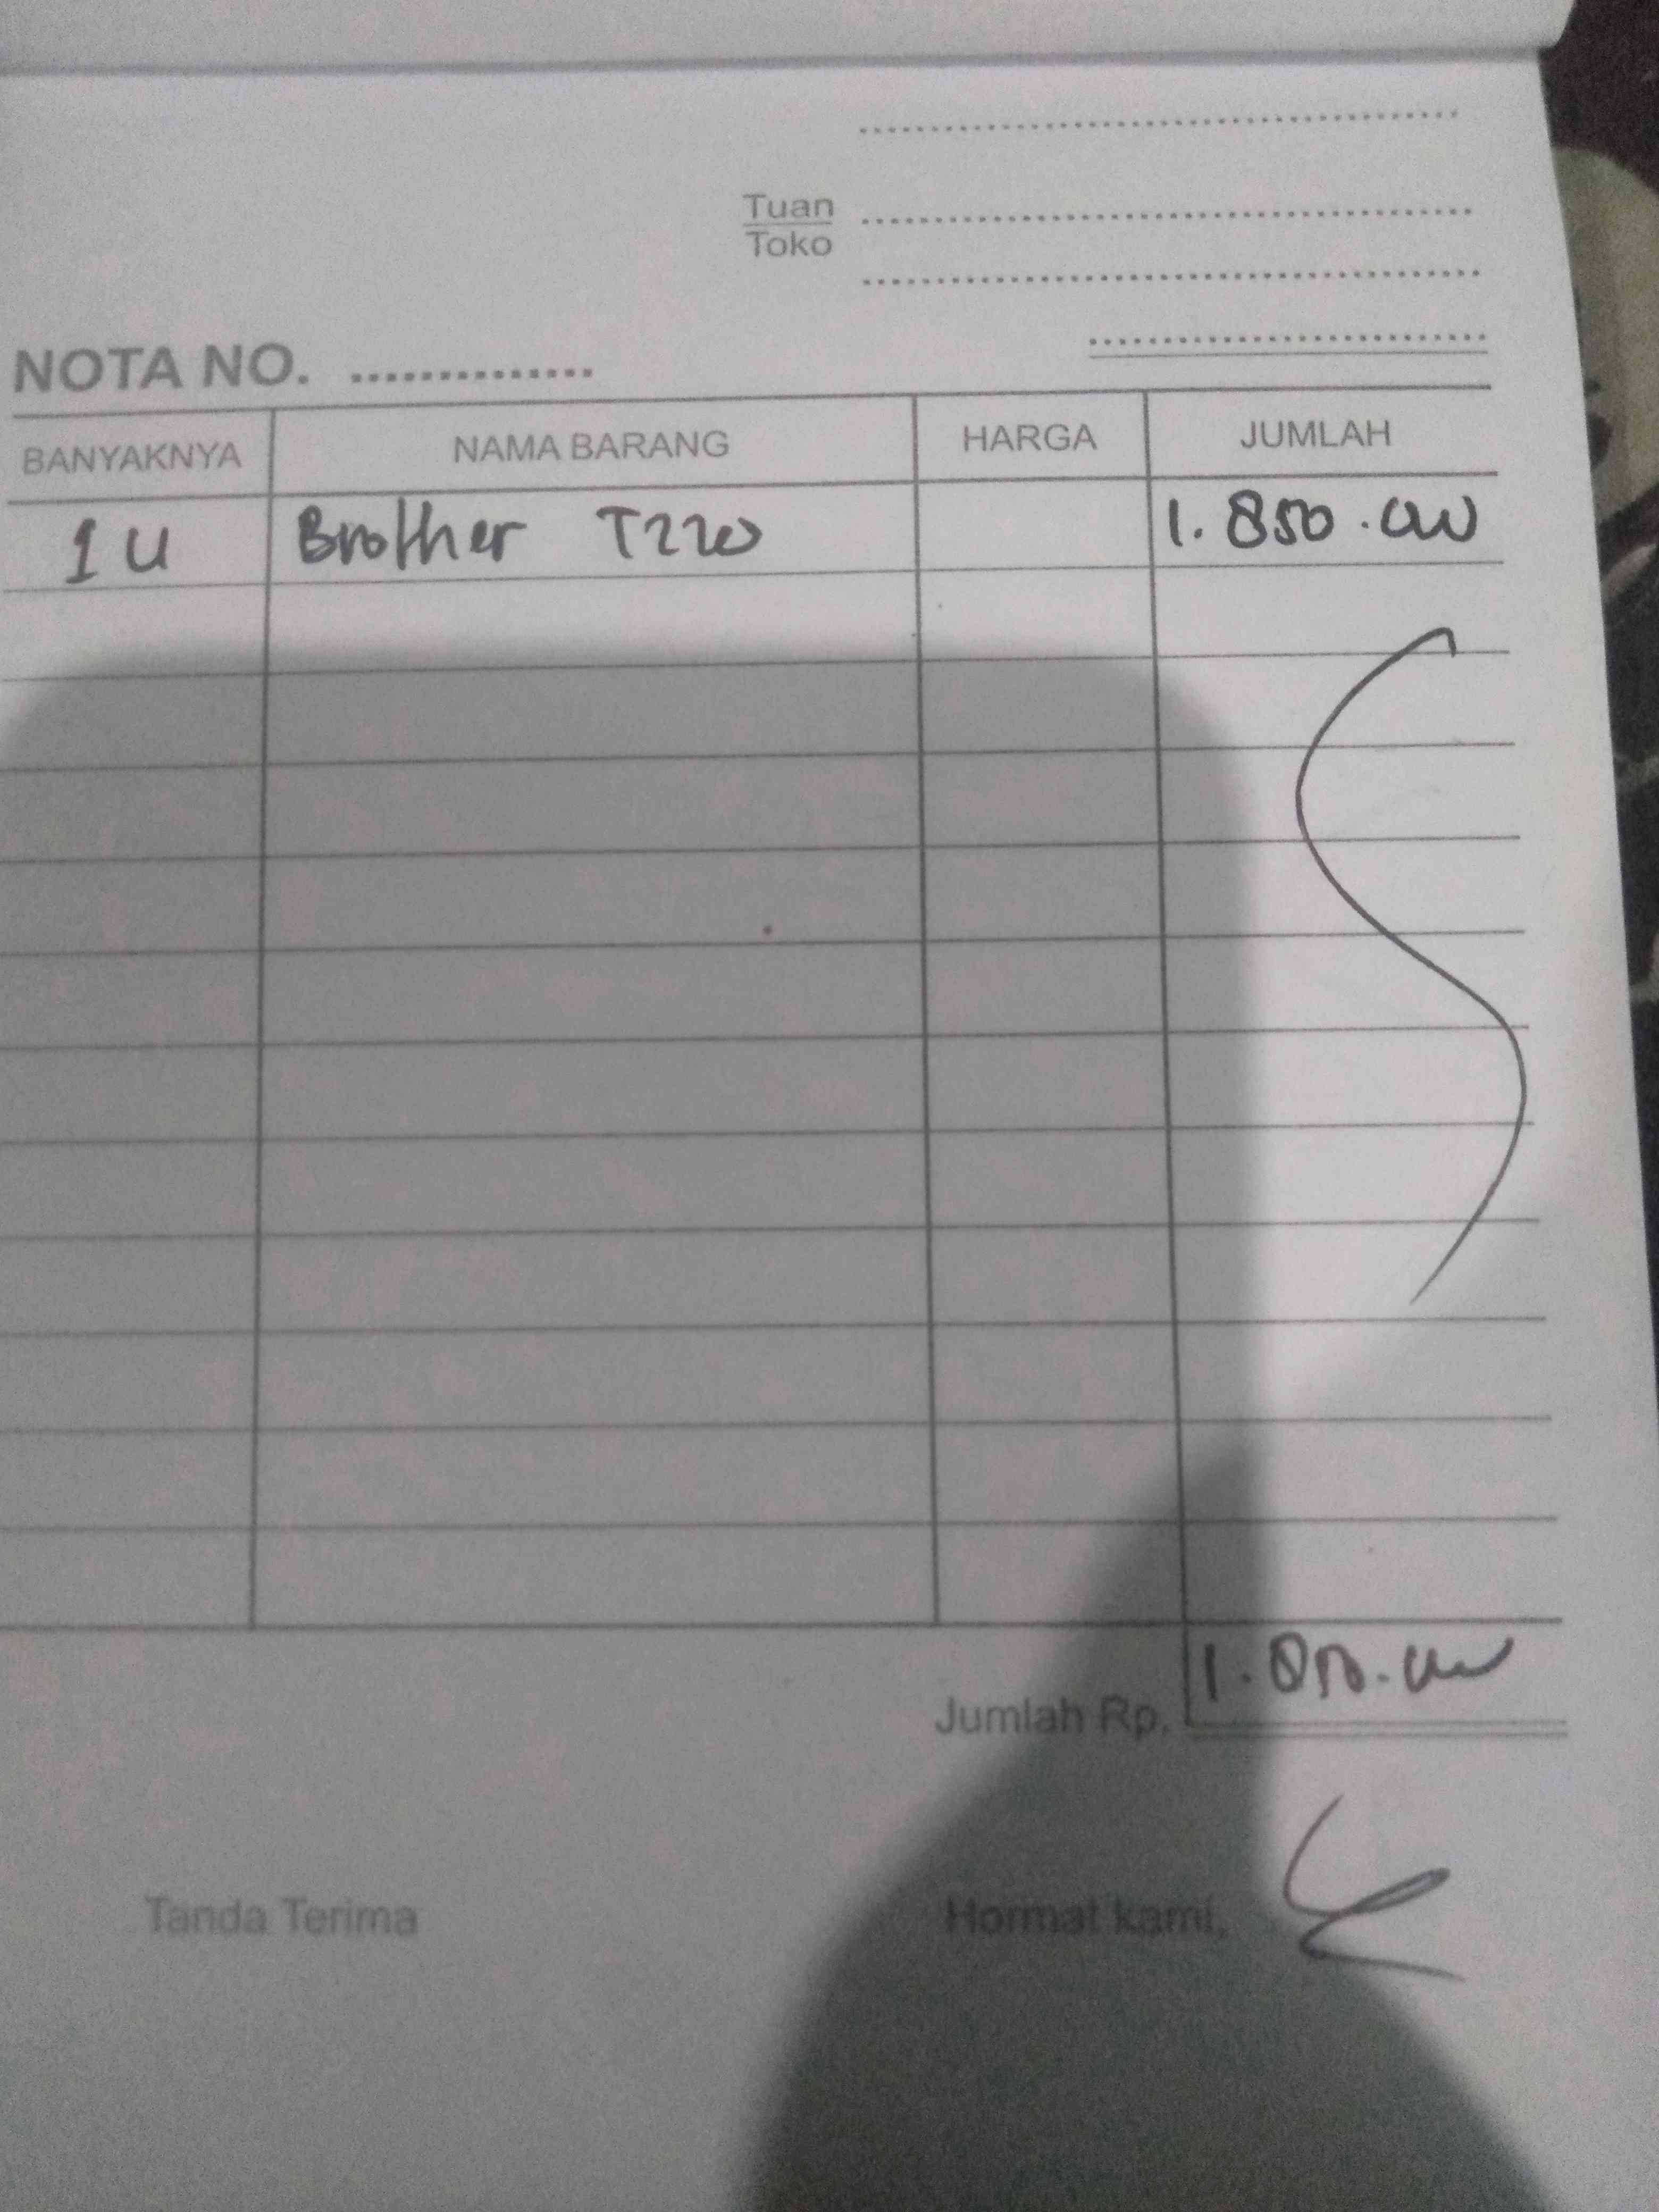 Tuan
Toko
NOTA NO. ..............
BANYAKNYA NAMA BARANG HARGA JUMLAH
1 U Brother T220 1.850.000
Jumlah Rp. 1.850.000
Tanda Terima Hormat kami,